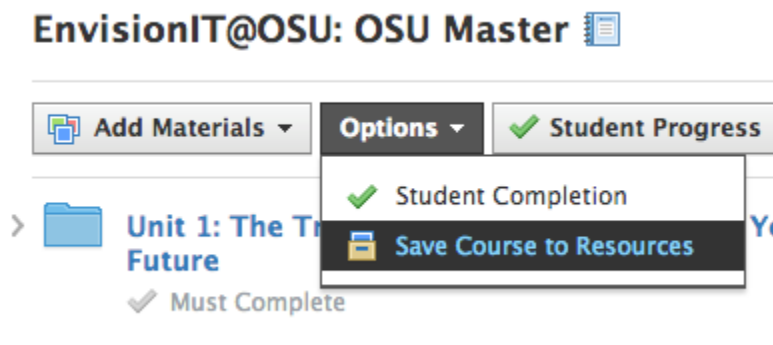 EnvisionIT@OSU: OSU Master
Add Materials Options Student Progress
Student Completion
Unit 1: The
Save Course to Resources
Future
Must Complete